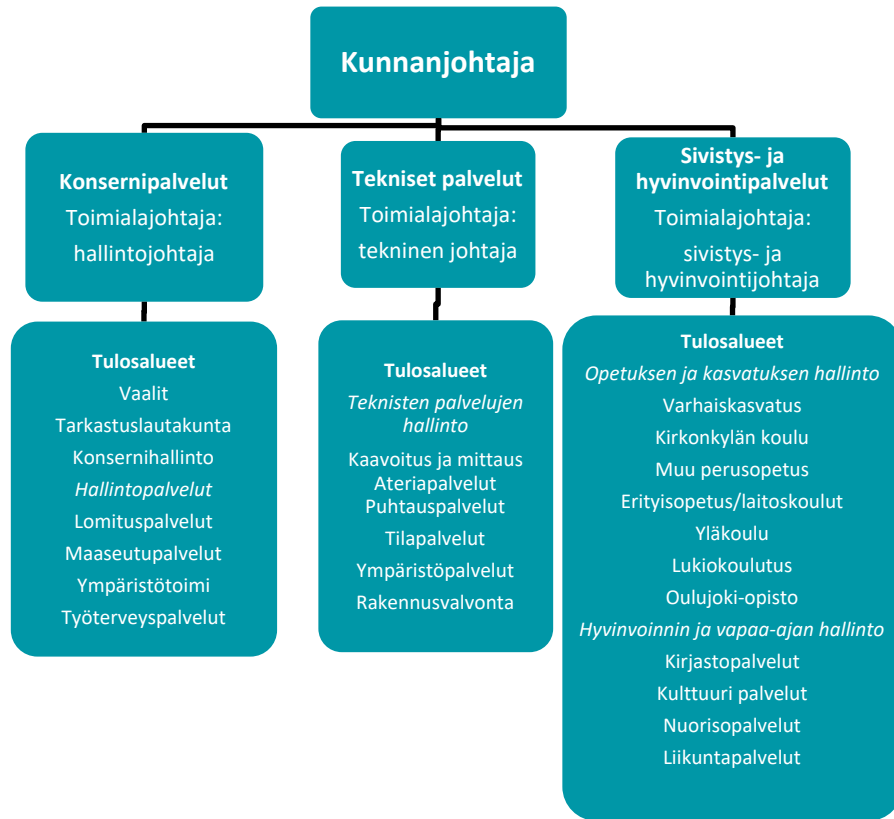 Kunnanjohtaja
Konsernipalvelut
Toimialajohtaja:
hallintojohtaja
Tekniset palvelut
Toimialajohtaja:
tekninen johtaja
Sivistys- ja
hyvinvointipalvelut
Toimialajohtaja:
sivistys- ja
hyvinvointijohtaja
Tulosalueet
Vaalit
Tarkastuslautakunta
Konsernihallinto
Hallintopalvelut
Lomituspalvelut
Maaseutupalvelut
Ympäristötoimi
Työterveyspalvelut
Tulosalueet
Teknisten palvelujen
hallinto
Kaavoitus ja mittaus
Ateriapalvelut
Puhtauspalvelut
Tilapalvelut
Ympäristöpalvelut
Rakennusvalvonta
Tulosalueet
Opetuksen ja kasvatuksen hallinto
Varhaiskasvatus
Kirkonkylän koulu
Muu perusopetus
Erityisopetus/laitoskoulut
Yläkoulu
Lukiokoulutus
Oulujoki-opisto
Hyvinvoinnin ja vapaa-ajan hallinto
Kirjastopalvelut
Kulttuuri palvelut
Nuorisopalvelut
Liikuntapalvelut